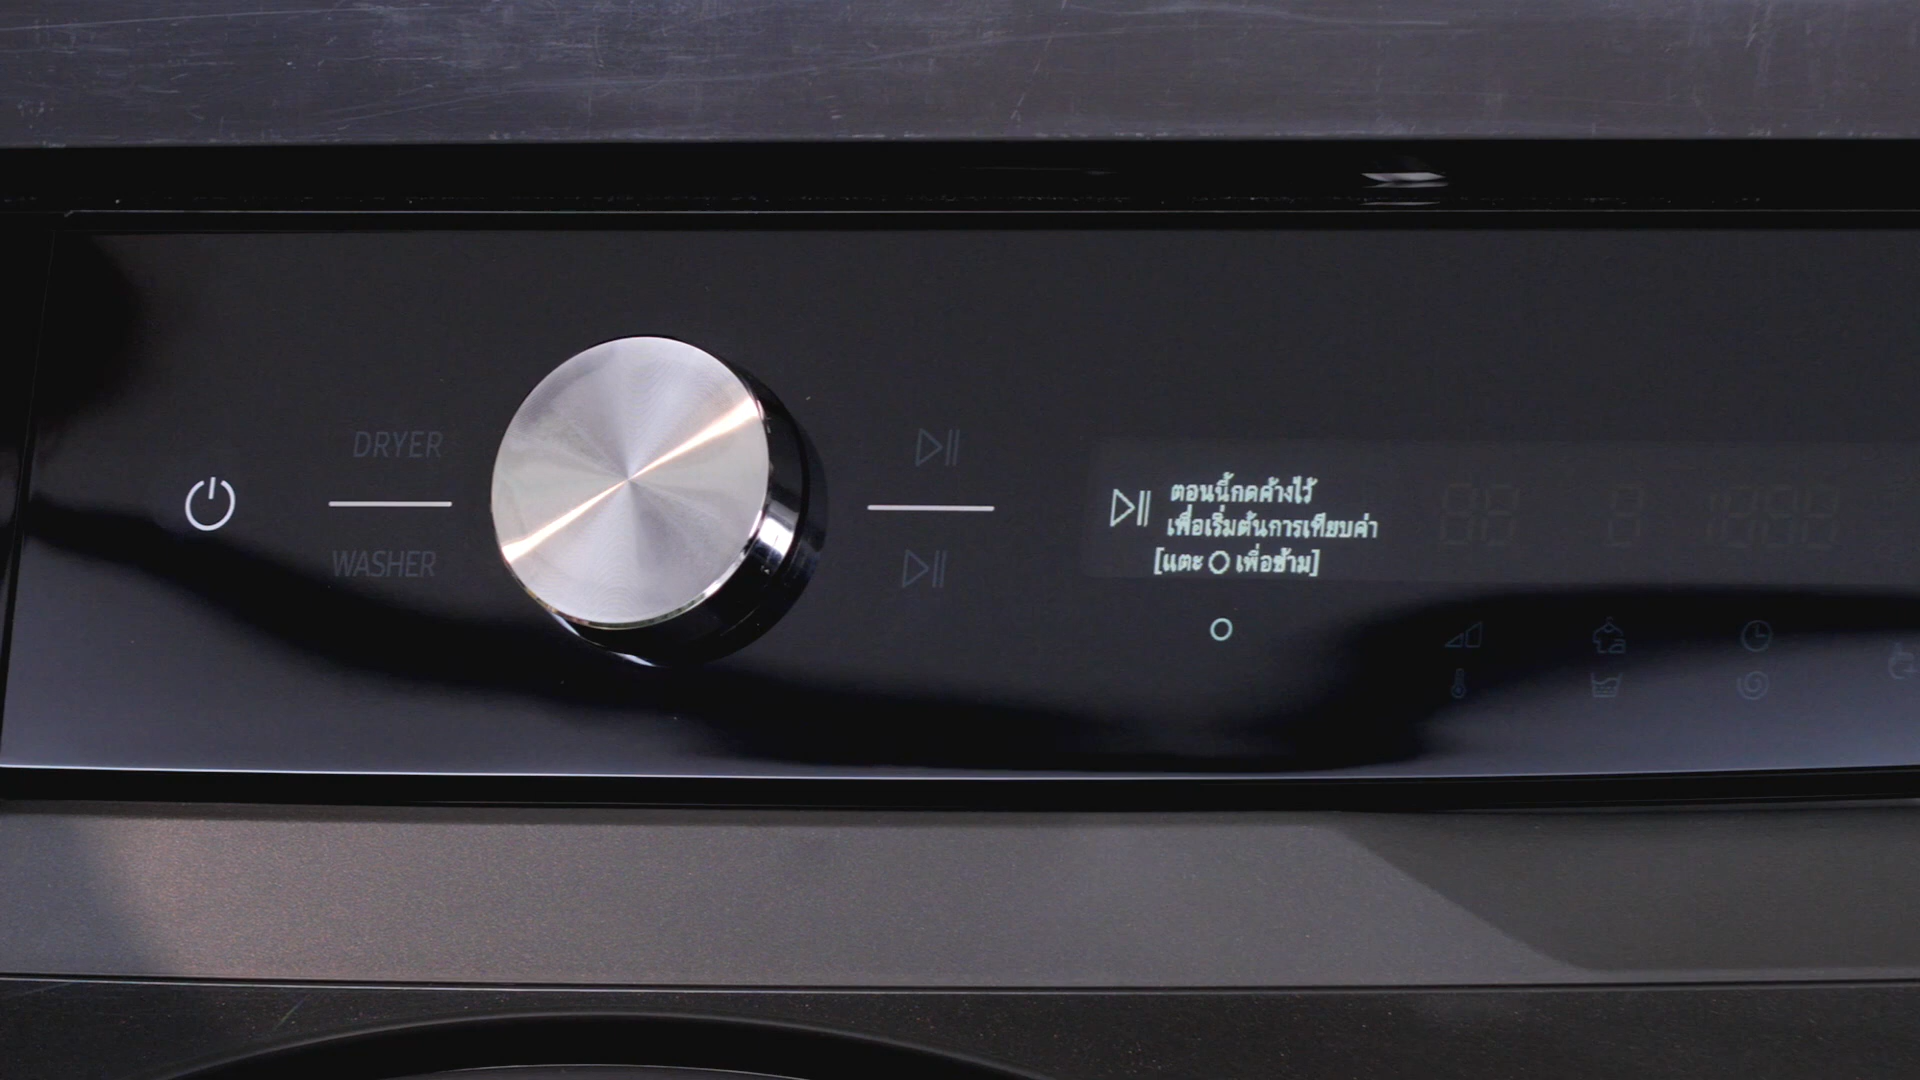 DRYER
WASHER
ตอนนี้กดค้างไว้
เพื่อเริ่มต้นการเทียบค่า
[แตะ O เพื่อข้าม]